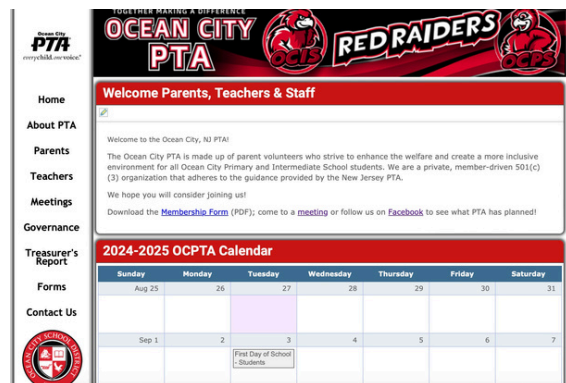 TOGETHER MAKING A DIFFERENCE
OCEAN CITY
PTA
OCIS
RED RAIDERS
OCPS
Ocean City
PTA
everychild.onevoice.®
Home
About PTA
Parents
Teachers
Meetings
Governance
Treasurer's
Report
Forms
Contact Us
OCEAN CITY SCHOOL DISTRICT
Welcome Parents, Teachers & Staff
Welcome to the Ocean City, NJ PTA!
The Ocean City PTA is made up of parent volunteers who strive to enhance the welfare and create a more inclusive
environment for all Ocean City Primary and Intermediate School students. We are a private, member-driven 501(c)
(3) organization that adheres to the guidance provided by the New Jersey PTA.
We hope you will consider joining us!
Download the Membership Form (PDF); come to a meeting or follow us on Facebook to see what PTA has planned!
2024-2025 OCPTA Calendar
Sunday Monday Tuesday Wednesday Thursday Friday Saturday
Aug 25 26 27 28 29 30 31
Sep 1 2 3 4 5 6 7
First Day of School
- Students